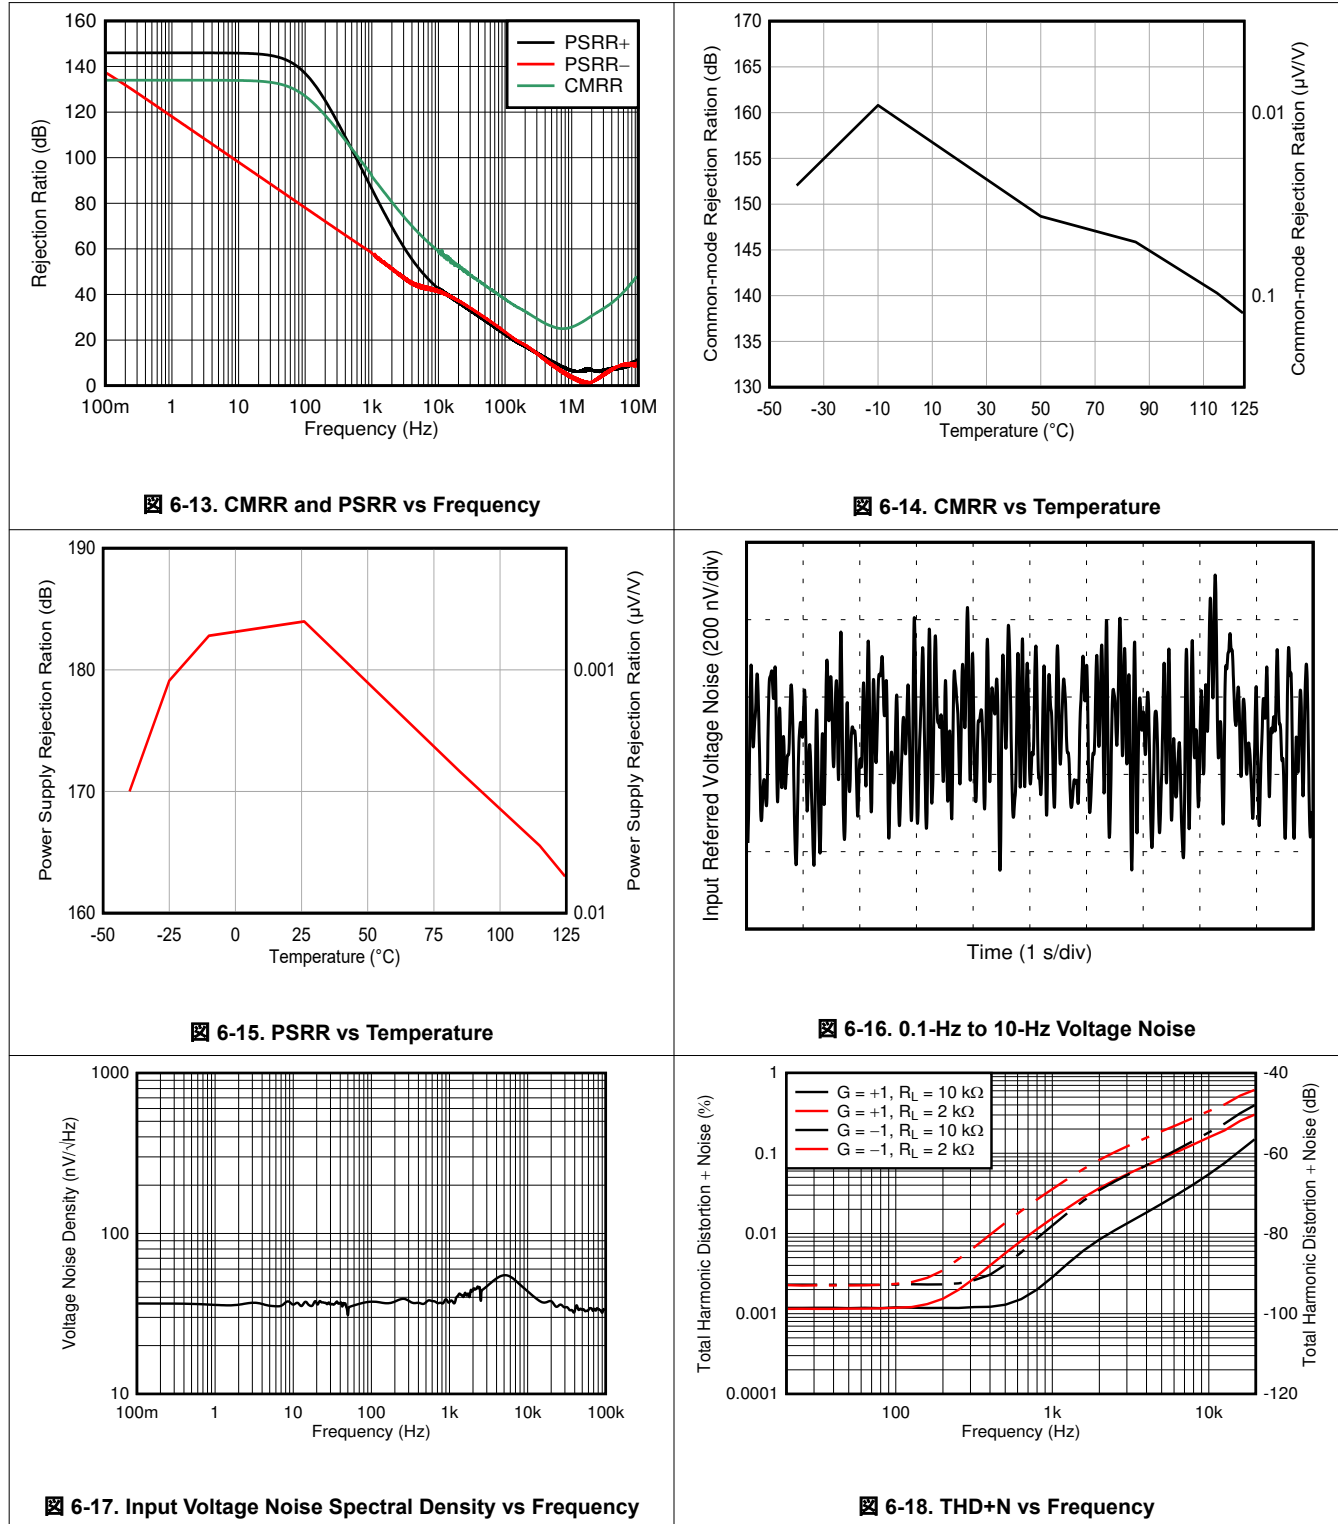 160
140
120
100
80
60
40
20
0
Rejection Ratio (dB)
PSRR+
PSRR−
CMRR
100m 1 10 100 1k 10k 100k 1M 10M
Frequency (Hz)
図 6-13. CMRR and PSRR vs Frequency
170
165
160
155
150
145
140
135
130
Common-mode Rejection Ration (dB)
0.01
0.1
Common-mode Rejection Ration (µV/V)
-50 -30 -10 10 30 50 70 90 110 125
Temperature (°C)
図 6-14. CMRR vs Temperature
190
180
170
160
Power Supply Rejection Ration (dB)
0.001
0.01
Power Supply Rejection Ration (µV/V)
-50 -25 0 25 50 75 100 125
Temperature (°C)
図 6-15. PSRR vs Temperature
Input Referred Voltage Noise (200 nV/div)
Time (1 s/div)
図 6-16. 0.1-Hz to 10-Hz Voltage Noise
1000
100
10
Voltage Noise Density (nV/√Hz)
100m 1 10 100 1k 10k 100k
Frequency (Hz)
図 6-17. Input Voltage Noise Spectral Density vs Frequency
1
0.1
0.01
0.001
0.0001
Total Harmonic Distortion + Noise (%)
G = +1, RL = 10 kΩ
G = +1, RL = 2 kΩ
G = −1, RL = 10 kΩ
G = −1, RL = 2 kΩ
-40
-60
-80
-100
-120
Total Harmonic Distortion + Noise (dB)
100 1k 10k
Frequency (Hz)
図 6-18. THD+N vs Frequency